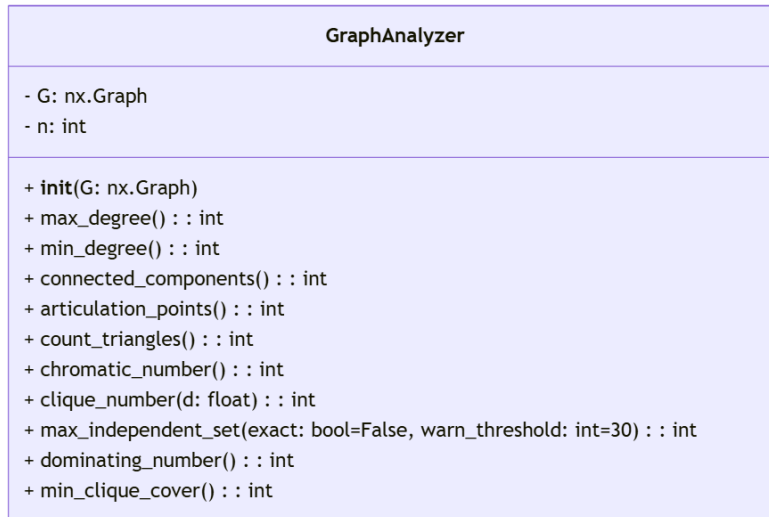 GraphAnalyzer
- G: nx.Graph
- n: int
+ init(G: nx.Graph)
+ max_degree() : : int
+ min_degree() : : int
+ connected_components() : : int
+ articulation_points() : : int
+ count_triangles() : : int
+ chromatic_number() : : int
+ clique_number(d: float) : : int
+ max_independent_set(exact: bool=False, warn_threshold: int=30) : : int
+ dominating_number() : : int
+ min_clique_cover() : : int